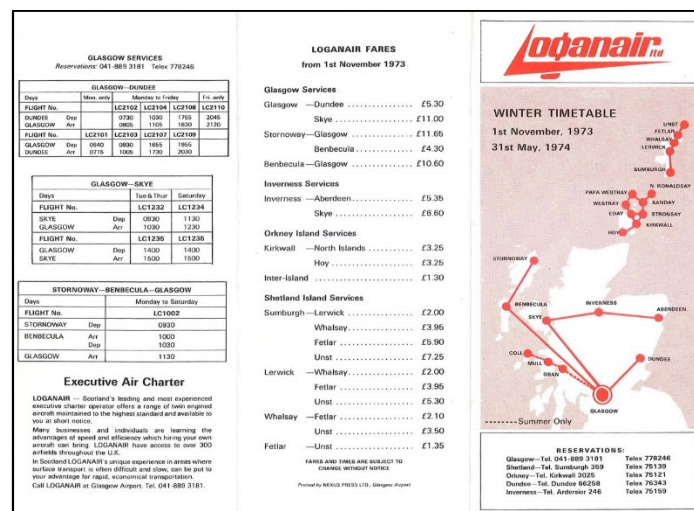 GLASGOW SERVICES
Reservations: 041-889 3181 Telex 778246
GLASGOW—DUNDEE
Days Mon. only Monday to Friday Fri. only
FLIGHT No. LC2102 LC2104 LC2108 LC2110
DUNDEE Dep 0730 1030 1755 2045
GLASGOW Arr 0805 1105 1830 2120
FLIGHT No. LC2101 LC2103 LC2107 LC2109
GLASGOW Dep 0640 0930 1655 1955
DUNDEE Arr 0715 1005 1730 2030
GLASGOW—SKYE
Days Tue & Thur Saturday
FLIGHT No. LC1232 LC1234
SKYE Dep 0930 1130
GLASGOW Arr 1030 1230
FLIGHT No. LC1235 LC1236
GLASGOW Dep 1400 1400
SKYE Arr 1500 1500
STORNOWAY—BENBECULA—GLASGOW
Days Monday to Saturday
FLIGHT No. LC1002
STORNOWAY Dep 0930
BENBECULA Arr 1000
Dep 1030
GLASGOW Arr 1130
Executive Air Charter
LOGANAIR — Scotland's leading and most experienced
executive charter operator offers a range of twin engined
aircraft maintained to the highest standard and available to
you at short notice.
Many businesses and individuals are learning the
advantages of speed and efficiency which hiring your own
aircraft can bring. LOGANAIR have access to over 300
airfields throughout the U.K.
In Scotland LOGANAIR's unique experience in areas where
surface transport is often difficult and slow, can be put to
your advantage for rapid, economical transportation.
Call LOGANAIR at Glasgow Airport. Tel. 041-889 3181.
LOGANAIR FARES
from 1st November 1973
Glasgow Services
Glasgow —Dundee .................. £5.30
Skye .................. £11.00
Stornoway—Glasgow .................. £11.65
Benbecula .................. £4.30
Benbecula—Glasgow .................. £10.60
Inverness Services
Inverness —Aberdeen .................. £5.35
Skye .................. £6.60
Orkney Island Services
Kirkwall —North Islands .................. £3.25
Hoy .................. £3.25
Inter-Island .................. £1.30
Shetland Island Services
Sumburgh —Lerwick .................. £2.00
Whalsay .................. £3.95
Fetlar .................. £5.90
Unst .................. £7.25
Lerwick —Whalsay .................. £2.00
Fetlar .................. £3.95
Unst .................. £5.30
Whalsay —Fetlar .................. £2.10
Unst .................. £3.50
Fetlar —Unst .................. £1.35
FARES AND TIMES ARE SUBJECT TO
CHANGE WITHOUT NOTICE
Printed by NEXUS PRESS LTD., Glasgow Airport
Loganair ltd
WINTER TIMETABLE
1st November, 1973
31st May, 1974
UNST
FETLAR
WHALSAY
LERWICK
SUMBURGH
N. RONALDSAY
PAPA WESTRAY
WESTRAY
SANDAY
EDAY
STRONSAY
KIRKWALL
HOY
STORNOWAY
BENBECULA
INVERNESS
SKYE
ABERDEEN
COLL
MULL
OBAN
DUNDEE
GLASGOW
--------Summer Only
RESERVATIONS:
Glasgow—Tel. 041-889 3181 Telex 778246
Shetland—Tel. Sumburgh 359 Telex 75139
Orkney—Tel. Kirkwall 3025 Telex 75121
Dundee—Tel. Dundee 66258 Telex 76343
Inverness—Tel. Ardersier 246 Telex 75159